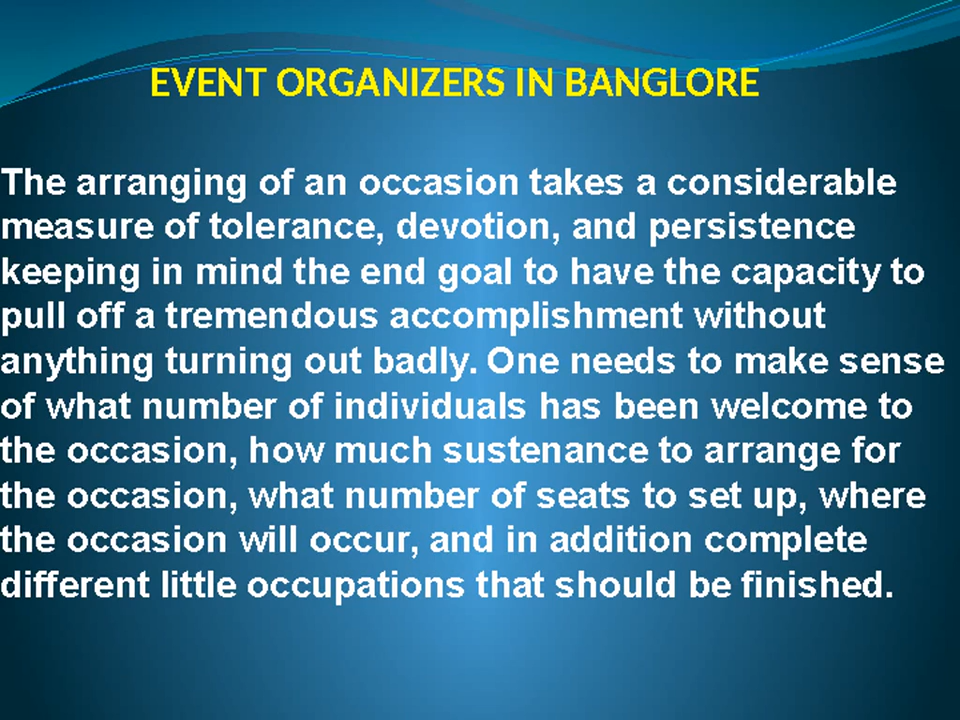 EVENT ORGANIZERS IN BANGLORE
The arranging of an occasion takes a considerable
measure of tolerance, devotion, and persistence
keeping in mind the end goal to have the capacity to
pull off a tremendous accomplishment without
anything turning out badly. One needs to make sense
of what number of individuals has been welcome to
the occasion, how much sustenance to arrange for
the occasion, what number of seats to set up, where
the occasion will occur, and in addition complete
different little occupations that should be finished.